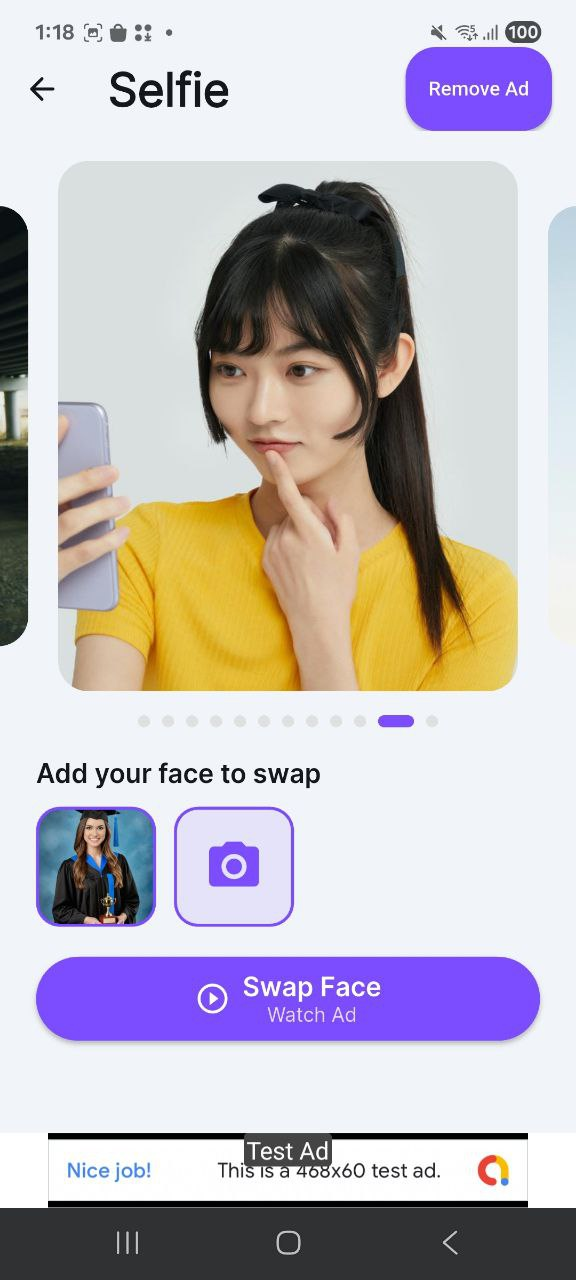 1:18
100
Selfie
Remove Ad
Add your face to swap
Swap Face
Watch Ad
Test Ad
Nice job!
This is a 468x60 test ad.